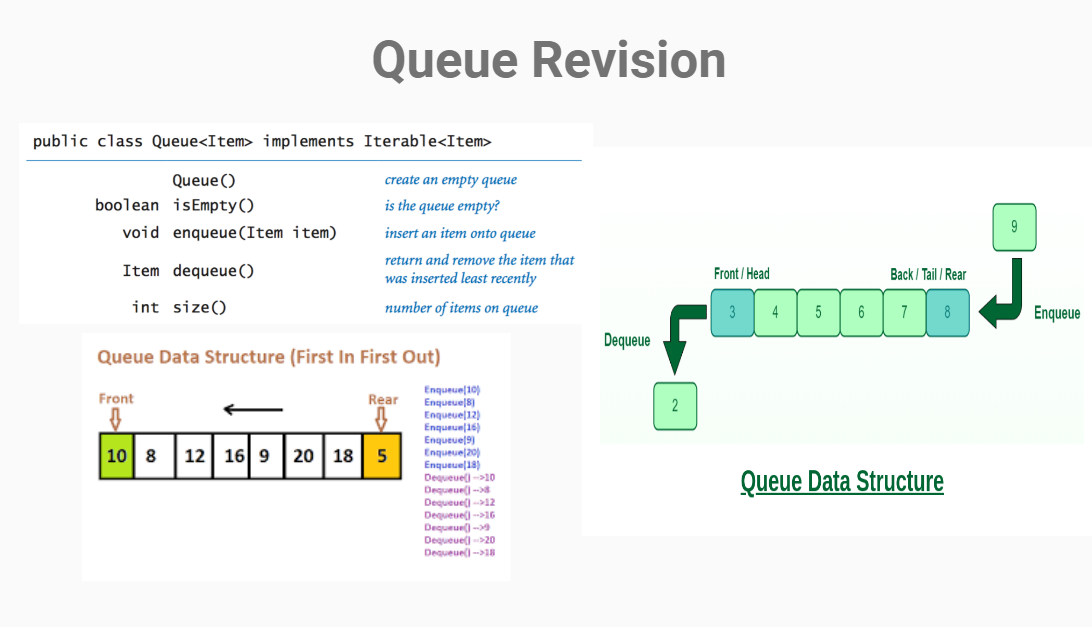 Queue Revision
public class Queue<Item> implements Iterable<Item>
Queue() create an empty queue
boolean isEmpty() is the queue empty?
void enqueue(Item item) insert an item onto queue
Item dequeue() return and remove the item that
was inserted least recently
int size() number of items on queue
Queue Data Structure (First In First Out)
Front
Rear
10 8 12 16 9 20 18 5
Enqueue(10)
Enqueue(8)
Enqueue(12)
Enqueue(16)
Enqueue(9)
Enqueue(20)
Enqueue(18)
Dequeue() -->10
Dequeue() -->8
Dequeue() -->12
Dequeue() -->16
Dequeue() -->9
Dequeue() -->20
Dequeue() -->18
9
Front / Head
Back / Tail / Rear
3 4 5 6 7 8
Enqueue
Dequeue
2
Queue Data Structure